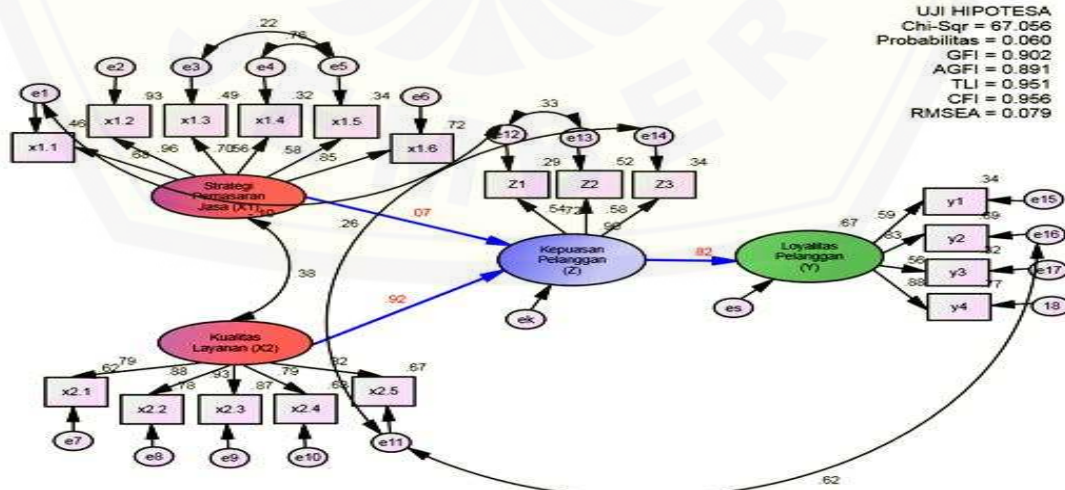 UJI HIPOTESA
Chi-Sqr = 67.056
Probabilitas = 0.060
GFI = 0.902
AGFI = 0.891
TLI = 0.951
CFI = 0.956
RMSEA = 0.079
.22
.76
e1
e2
e3
e4
e5
e6
.46
.93
.49
.32
.34
.72
x1.1
x1.2
x1.3
x1.4
x1.5
x1.6
.68
.96
.70
.56
.58
.85
Strategi
Pemasaran
Jasa (X1)
.33
e12
e13
e14
.29
.52
.34
Z1
Z2
Z3
.54
.72
.58
.26
.07
.38
.92
Kepuasan
Pelanggan
(Z)
ek
.82
.67
Loyalitas
Pelanggan
(Y)
es
.59
.83
.56
.88
.34
y1
e15
.69
y2
e16
y3
e17
.77
y4
18
Kualitas
Layanan (X2)
.79
.88
.93
.79
.82
.62
.78
.87
.67
x2.1
x2.2
x2.3
x2.4
x2.5
e7
e8
e9
e10
e11
.62